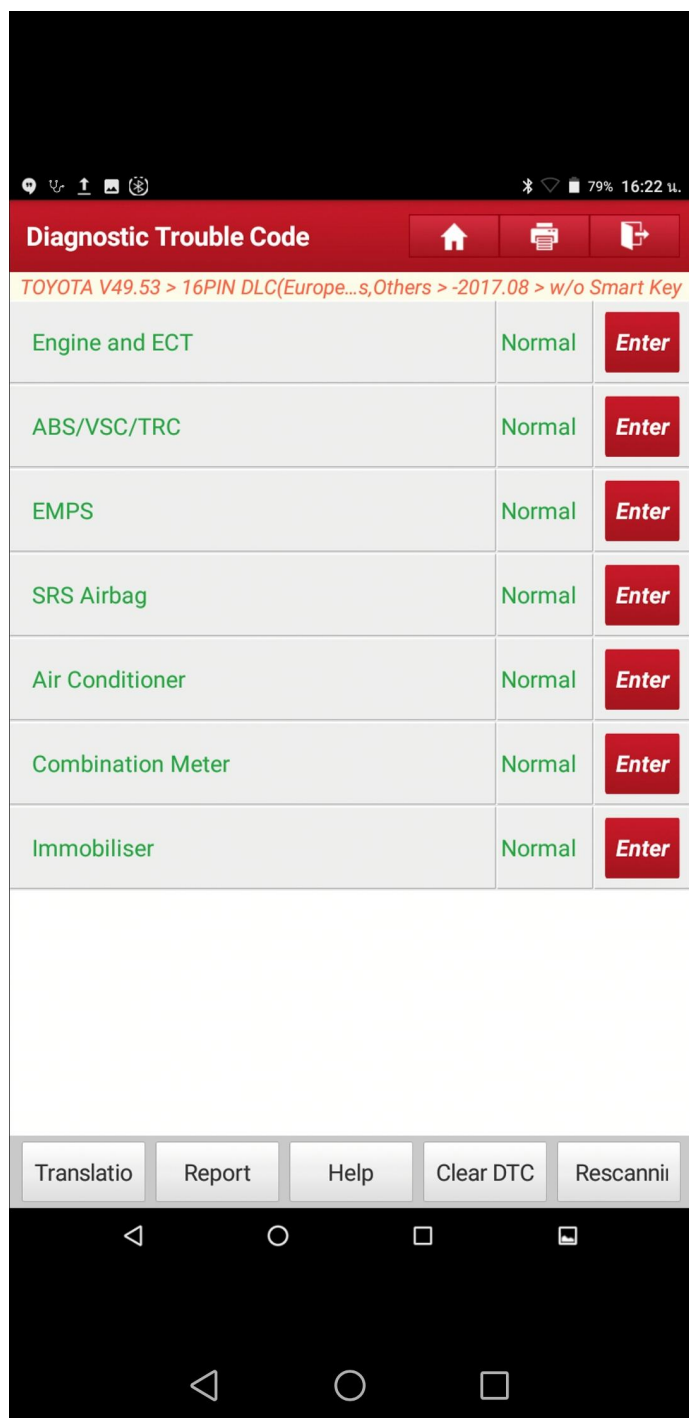 79% 16:22 น.
Diagnostic Trouble Code
TOYOTA V49.53 > 16PIN DLC(Europe...s,Others > -2017.08 > w/o Smart Key
Engine and ECT Normal Enter
ABS/VSC/TRC Normal Enter
EMPS Normal Enter
SRS Airbag Normal Enter
Air Conditioner Normal Enter
Combination Meter Normal Enter
Immobiliser Normal Enter
Translatio Report Help Clear DTC Rescannin